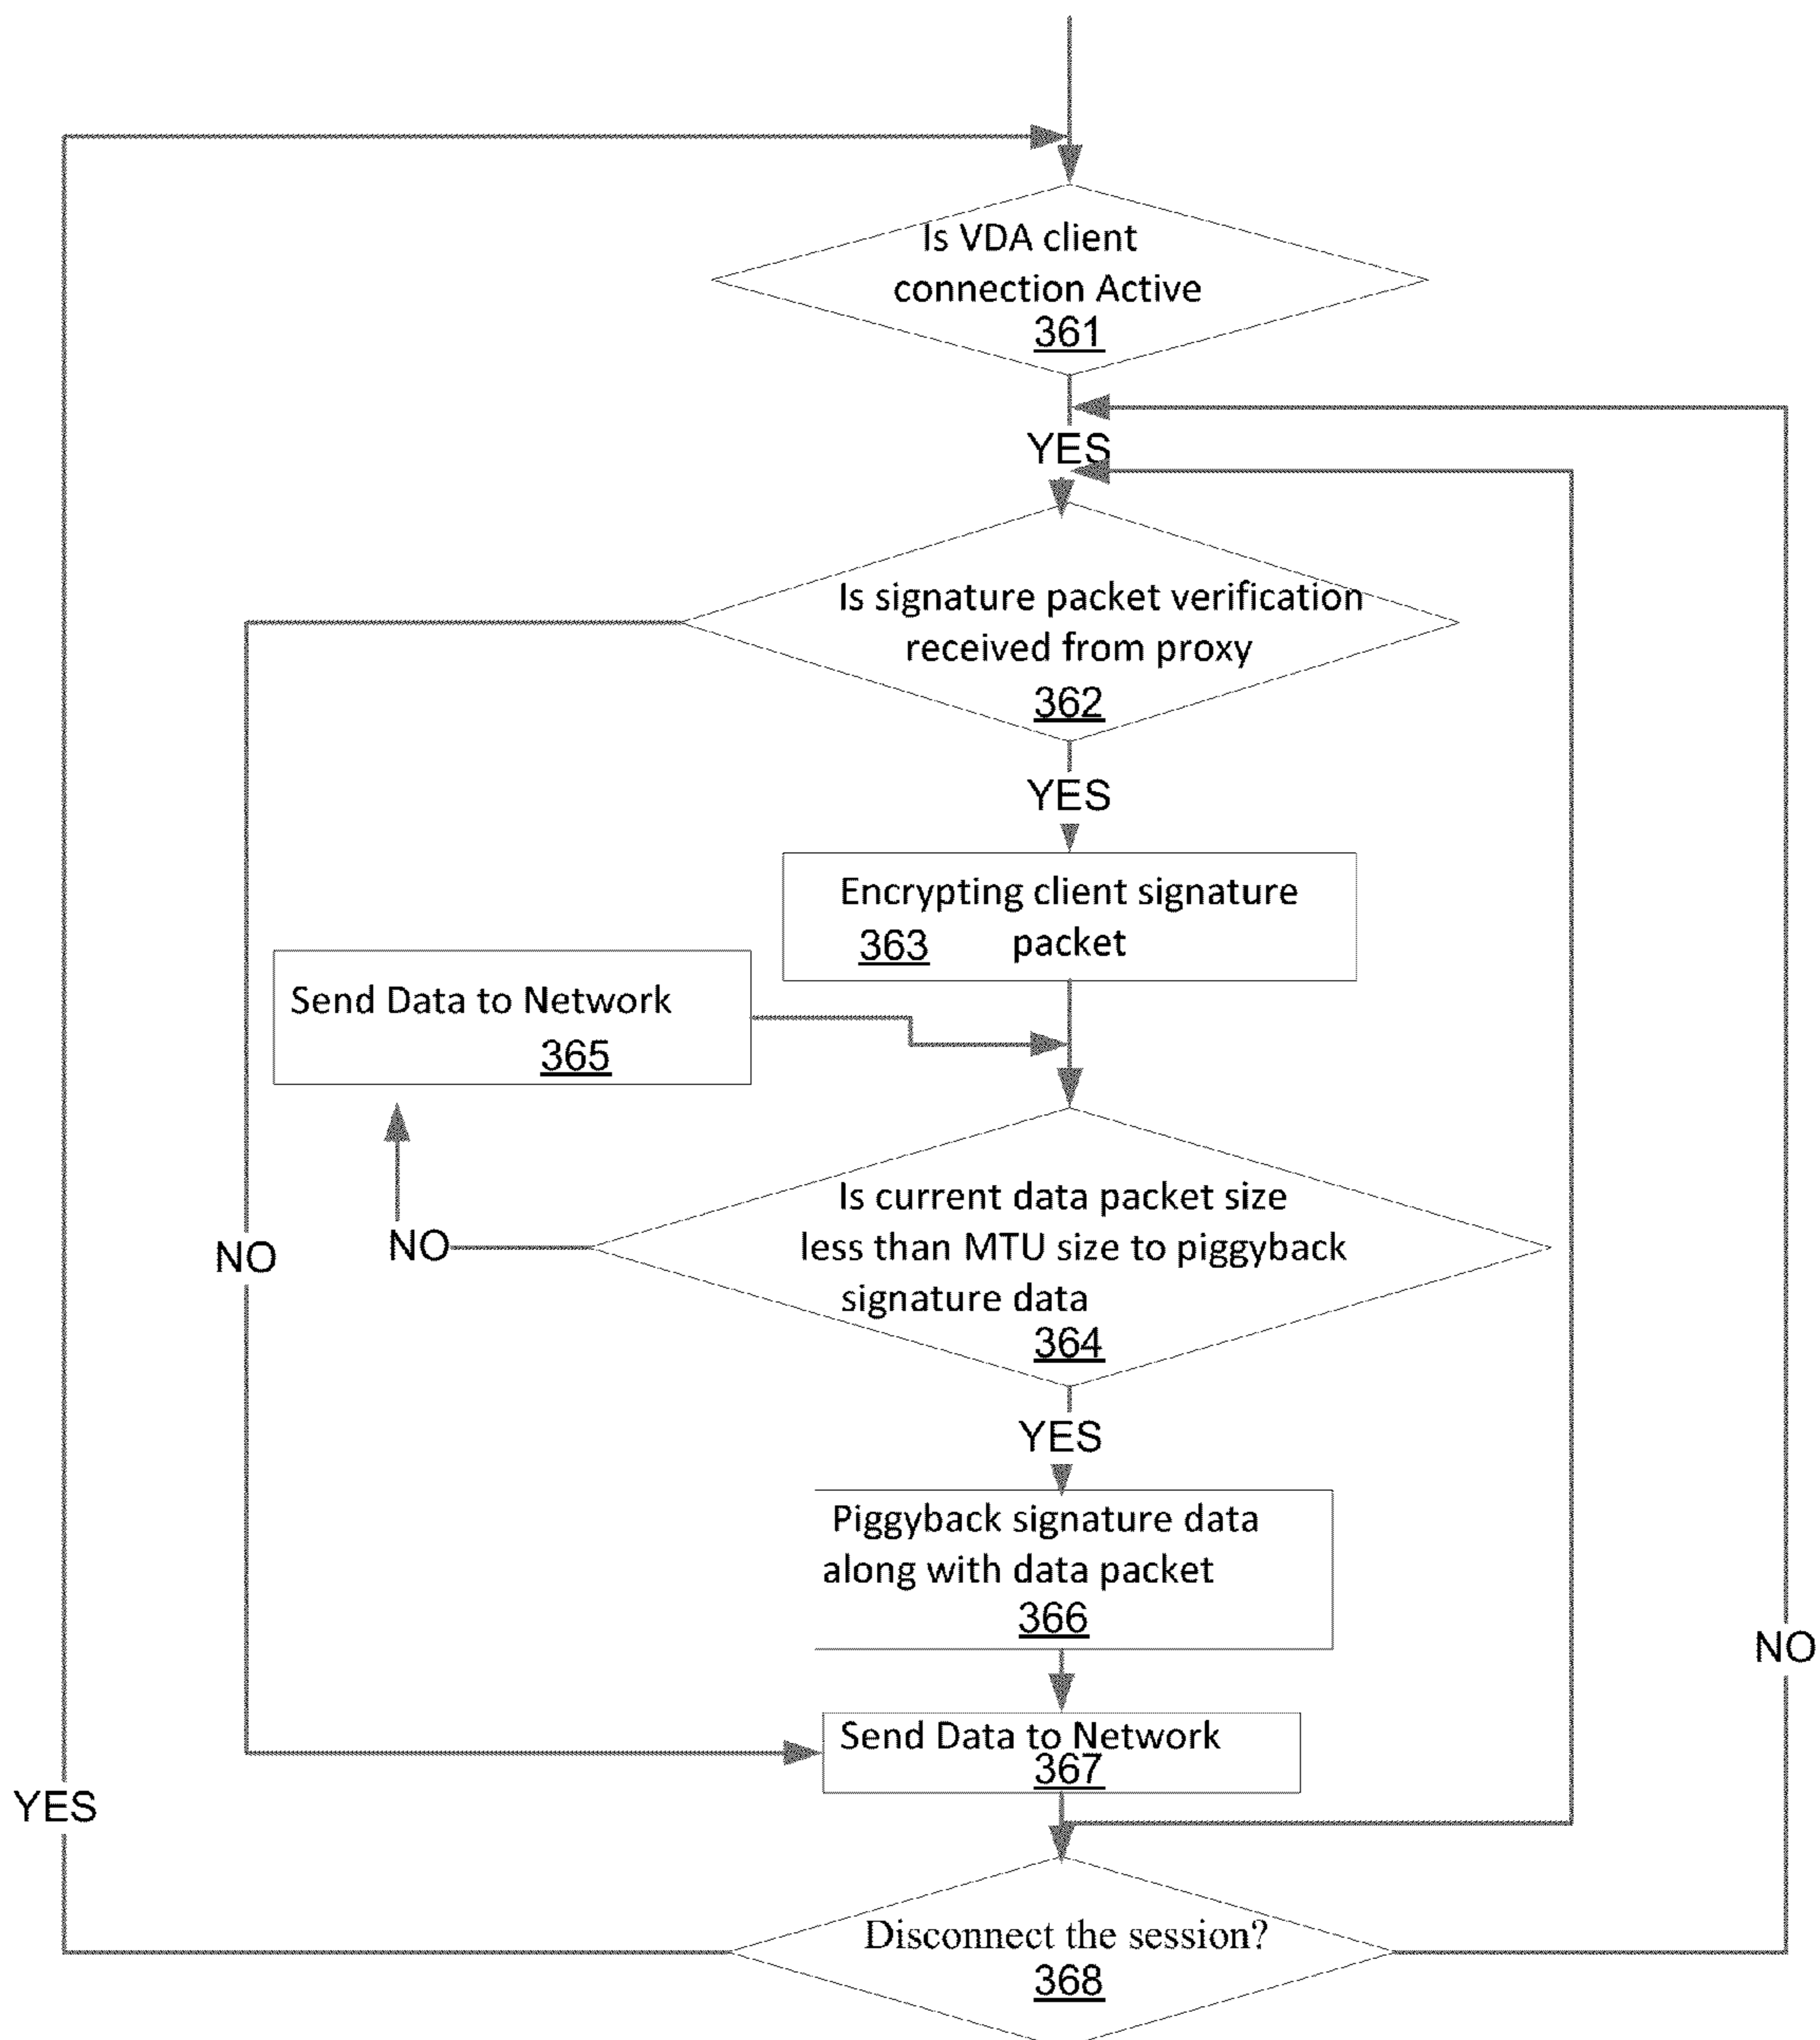 Is VDA client
connection Active
361
YES
Is signature packet verification
received from proxy
362
YES
Encrypting client signature
363 packet
Send Data to Network
365
Is current data packet size
less than MTU size to piggyback
signature data
364
NO
NO
YES
Piggyback signature data
along with data packet
366
NO
Send Data to Network
367
YES
Disconnect the session?
368